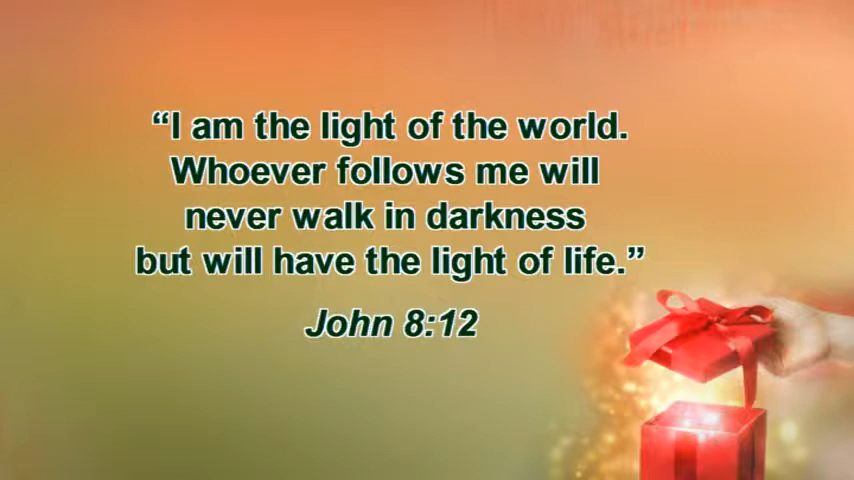 “I am the light of the world.
Whoever follows me will
never walk in darkness
but will have the light of life.”
John 8:12